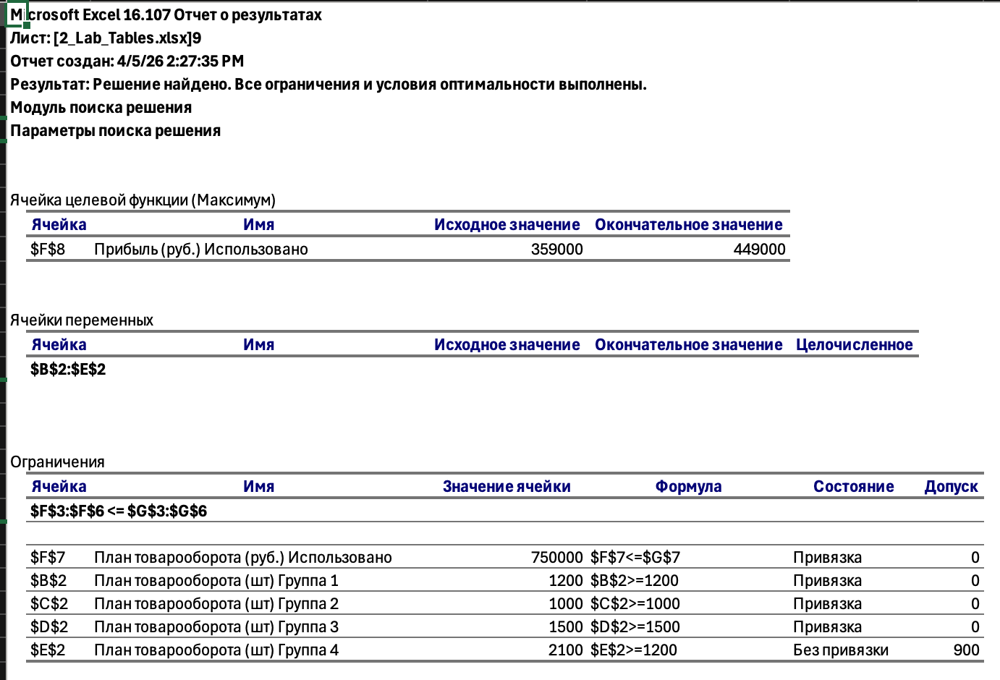 Microsoft Excel 16.107 Отчет о результатах
Лист: [2_Lab_Tables.xlsx]9
Отчет создан: 4/5/26 2:27:35 PM
Результат: Решение найдено. Все ограничения и условия оптимальности выполнены.
Модуль поиска решения
Параметры поиска решения
Ячейка целевой функции (Максимум)
Ячейка Имя Исходное значение Окончательное значение
$F$8 Прибыль (руб.) Использовано 359000 449000
Ячейки переменных
Ячейка Имя Исходное значение Окончательное значение Целочисленное
$B$2:$E$2
Ограничения
Ячейка Имя Значение ячейки Формула Состояние Допуск
$F$3:$F$6 <= $G$3:$G$6
$F$7 План товарооборота (руб.) Использовано 750000 $F$7<=$G$7 Привязка 0
$B$2 План товарооборота (шт) Группа 1 1200 $B$2>=1200 Привязка 0
$C$2 План товарооборота (шт) Группа 2 1000 $C$2>=1000 Привязка 0
$D$2 План товарооборота (шт) Группа 3 1500 $D$2>=1500 Привязка 0
$E$2 План товарооборота (шт) Группа 4 2100 $E$2>=1200 Без привязки 900